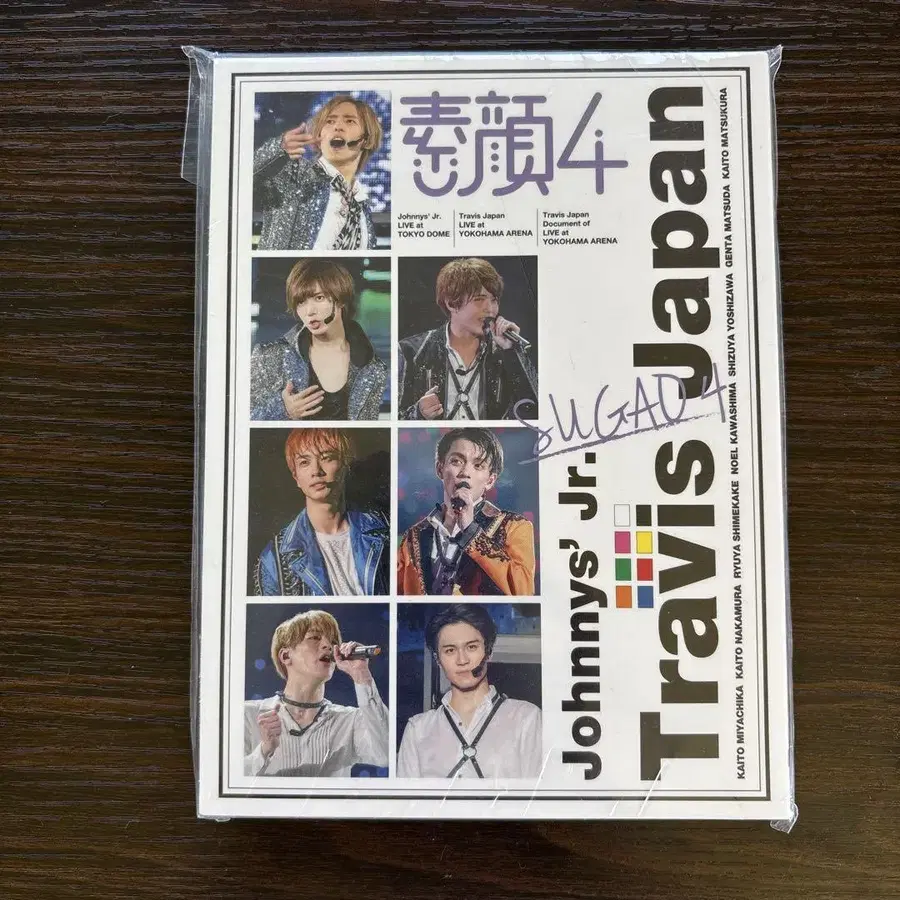 素顔4
Johnnys' Jr.
LIVE at
TOKYO DOME
Travis Japan
LIVE at
YOKOHAMA ARENA
Travis Japan
Document of
LIVE at
YOKOHAMA ARENA
SUGAO 4
Johnnys' Jr.
Travis Japan
KAITO MIYACHIKA KAITO NAKAMURA RYUYA SHIMEKAKE NOEL KAWASHIMA SHIZUYA YOSHIZAWA GENTA MATSUDA KAITO MATSUKURA